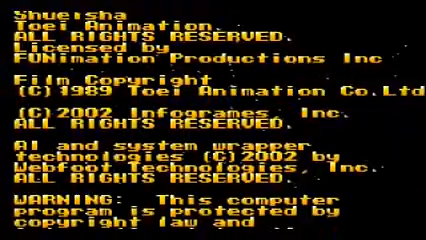 Shueisha
Toei Animation.
ALL RIGHTS RESERVED.
Licensed by
FUNimation Productions Inc
Film Copyright
(C) 1989 Toei Animation Co.Ltd
(C)2002 Infogrames, Inc.
ALL RIGHTS RESERVED.
AI and system wrapper
technologies (C)2002 by
Webfoot Technologies, Inc.
ALL RIGHTS RESERVED.
WARNING: This computer
program is protected by
copyright law and